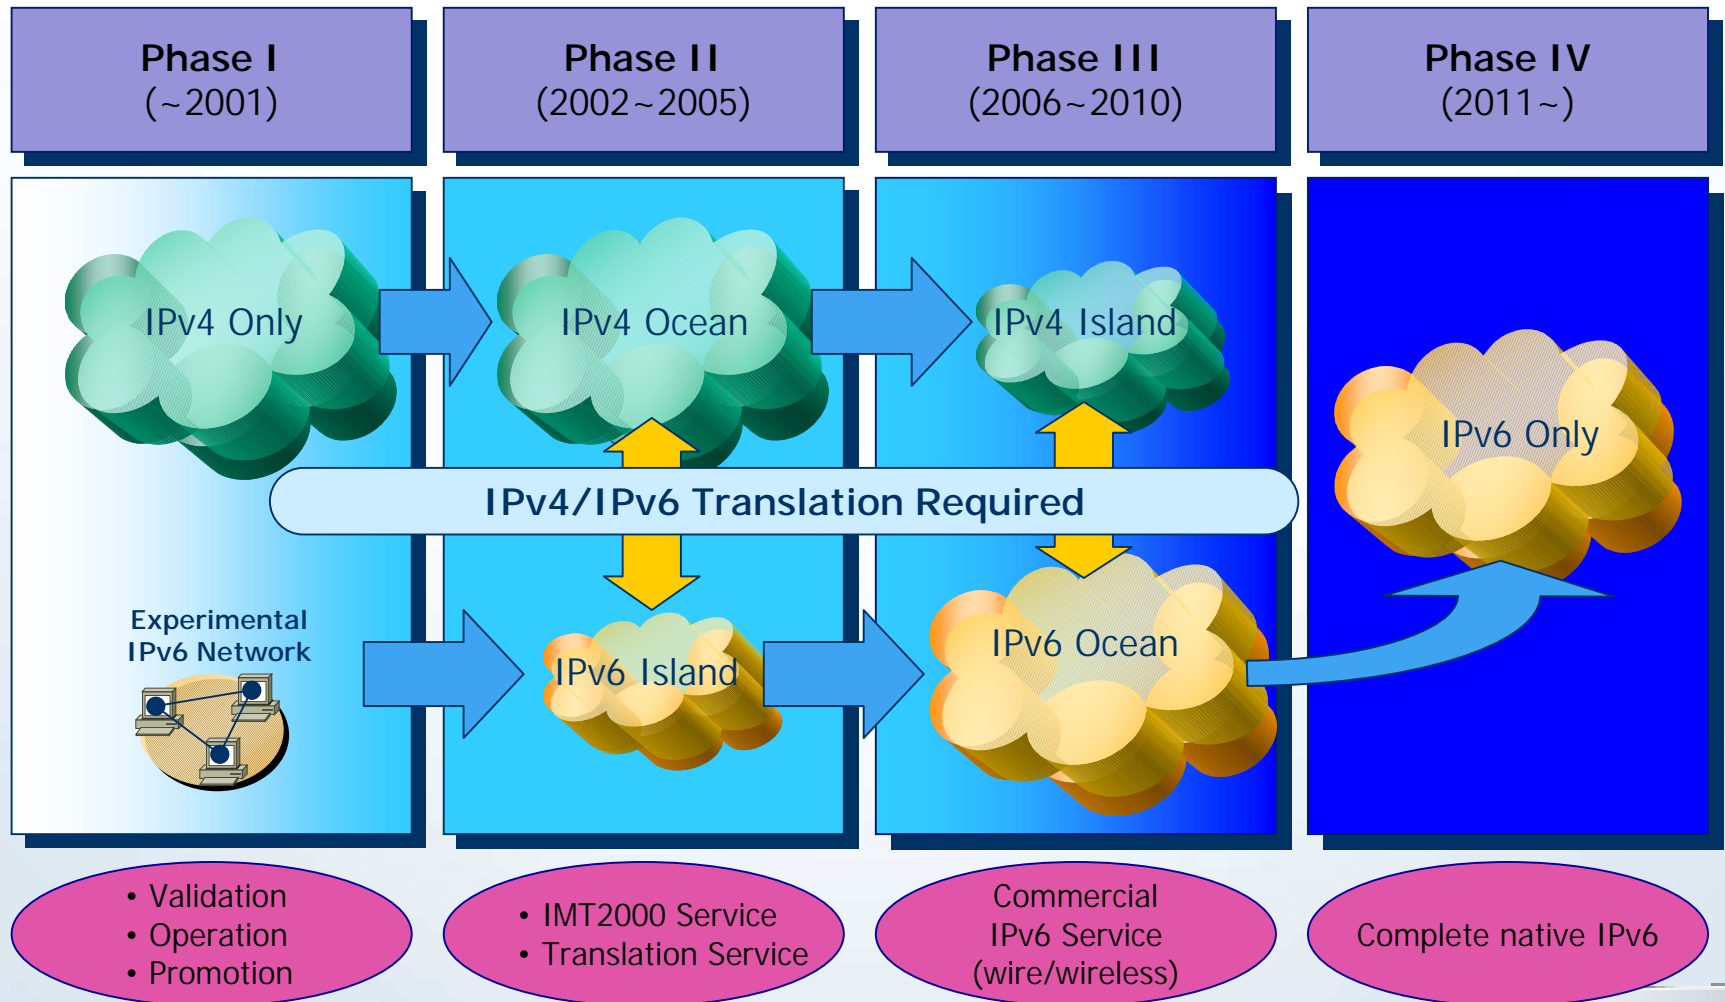 Phase I
(~2001)
Phase II
(2002~2005)
Phase III
(2006~2010)
Phase IV
(2011~)
IPv4 Only
IPv4 Ocean
IPv4 Island
IPv6 Only
IPv4/IPv6 Translation Required
Experimental
IPv6 Network
IPv6 Island
IPv6 Ocean
• Validation
• Operation
• Promotion
• IMT2000 Service
• Translation Service
Commercial
IPv6 Service
(wire/wireless)
Complete native IPv6